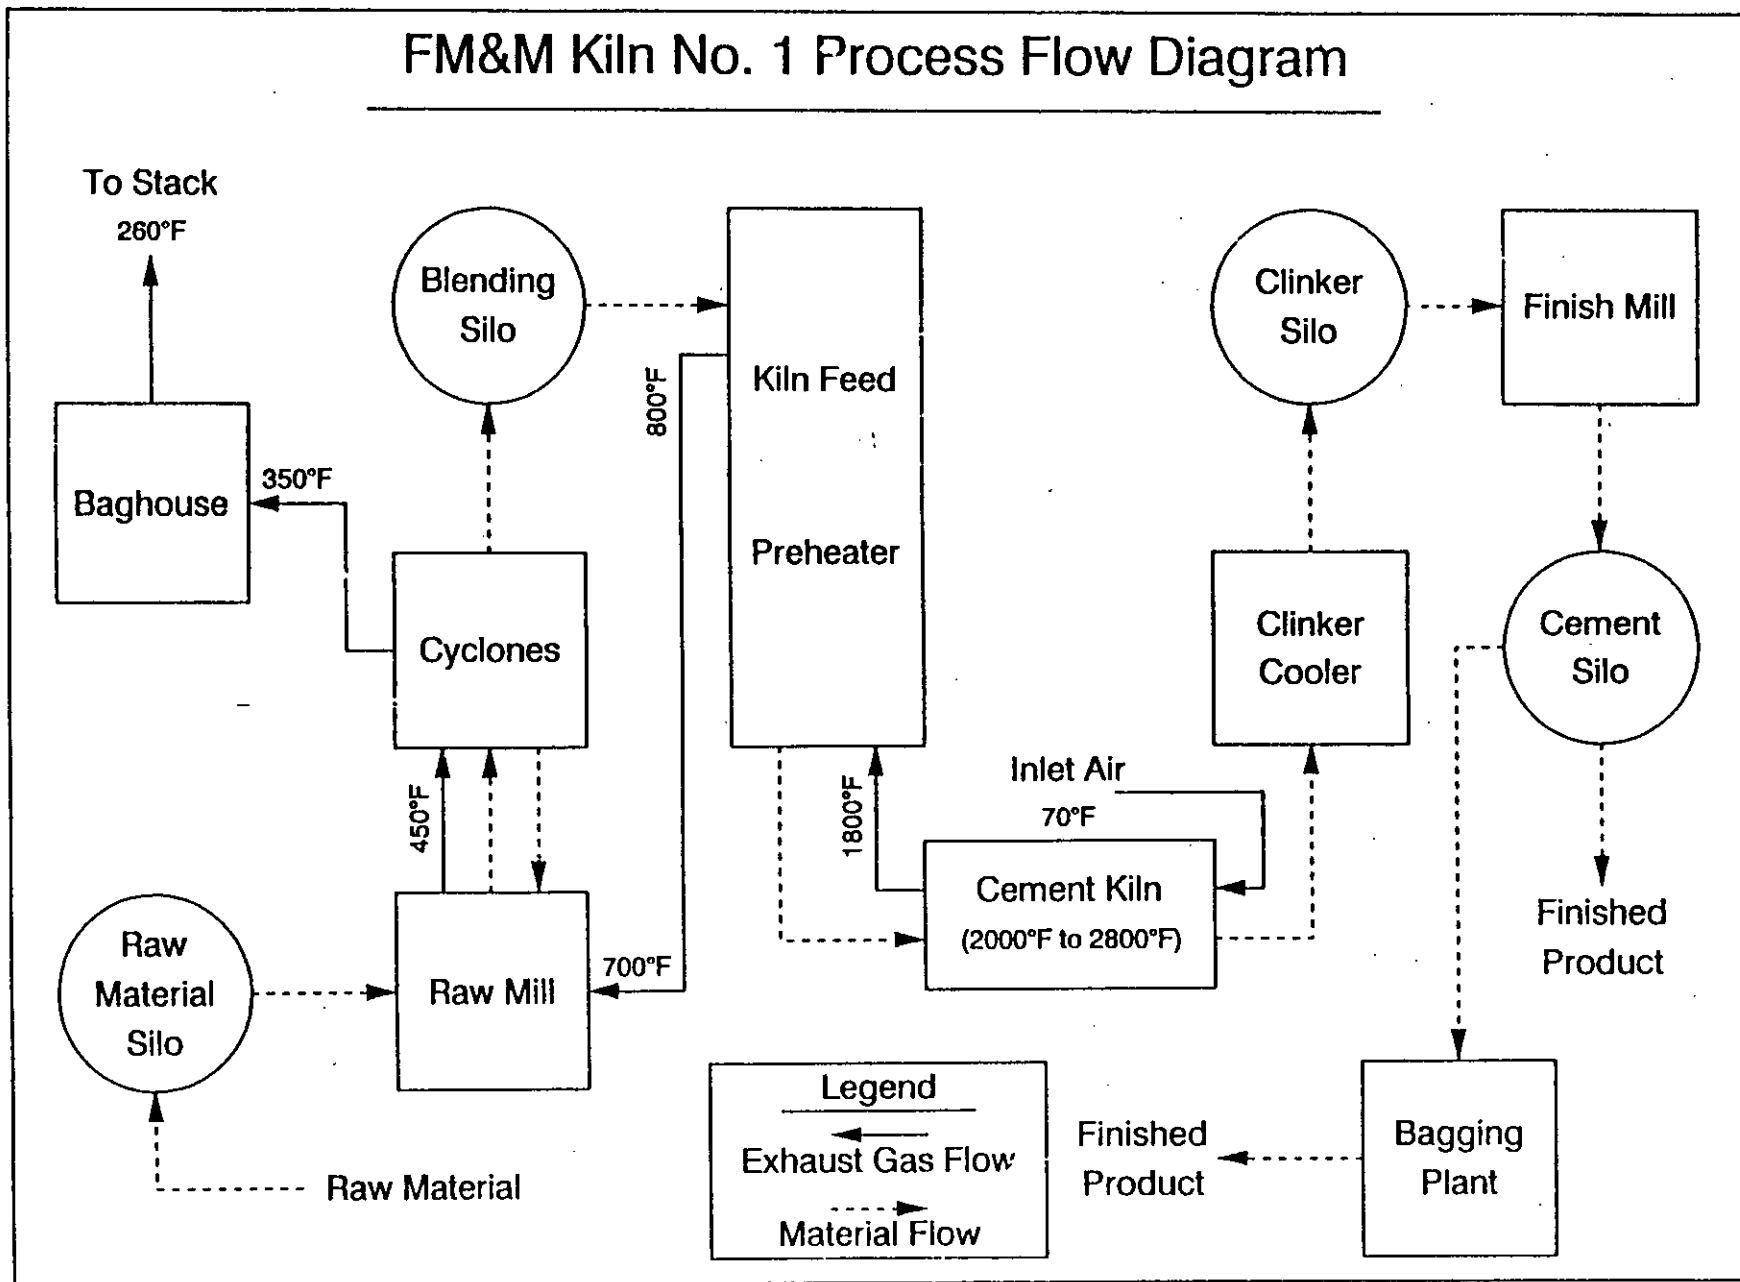 FM&M Kiln No. 1 Process Flow Diagram
To Stack
260°F
Blending
Silo
Kiln Feed
Preheater
Clinker
Silo
Finish Mill
800°F
Baghouse
350°F
Cyclones
Clinker
Cooler
Cement
Silo
450°F
1800°F
Inlet Air
70°F
Cement Kiln
(2000°F to 2800°F)
Finished
Product
Raw
Material
Silo
Raw Mill
700°F
Legend
Exhaust Gas Flow
Material Flow
Finished
Product
Bagging
Plant
Raw Material